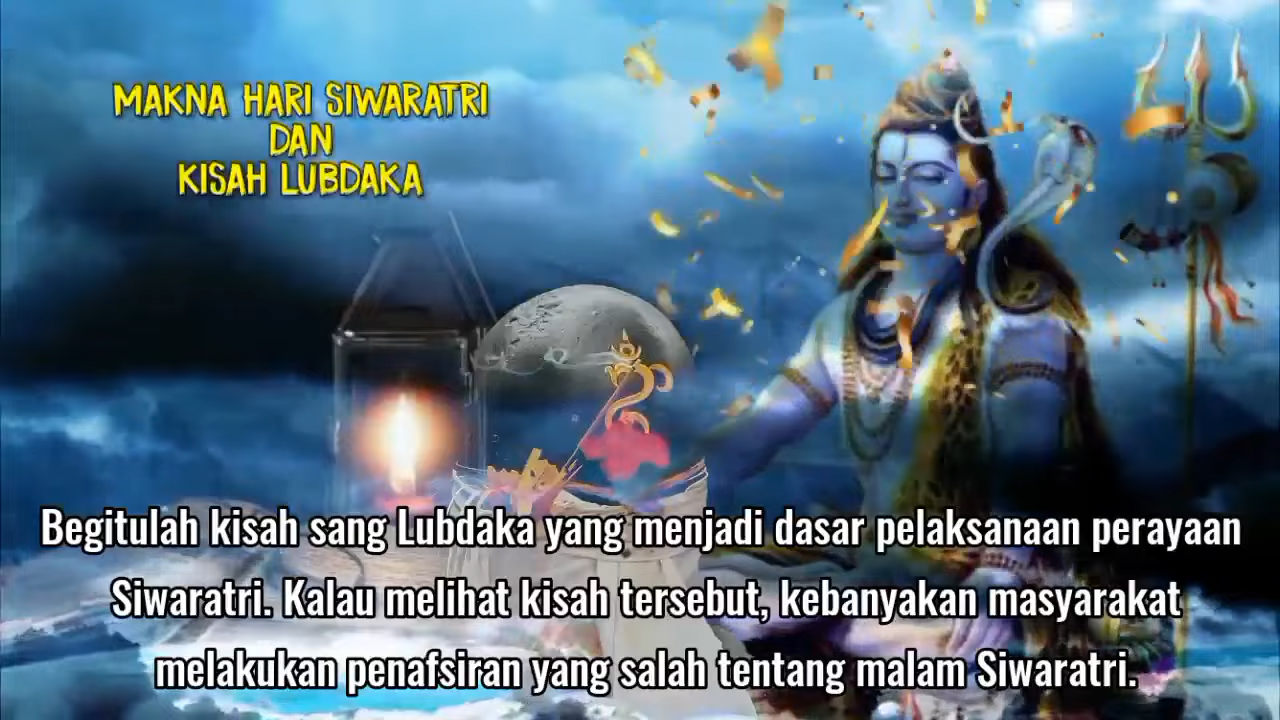 MAKNA HARI SIWARATRI
DAN
KISAH LUBDAKA
Begitulah kisah sang Lubdaka yang menjadi dasar pelaksanaan perayaan
Siwaratri. Kalau melihat kisah tersebut, kebanyakan masyarakat
melakukan penafsiran yang salah tentang malam Siwaratri.